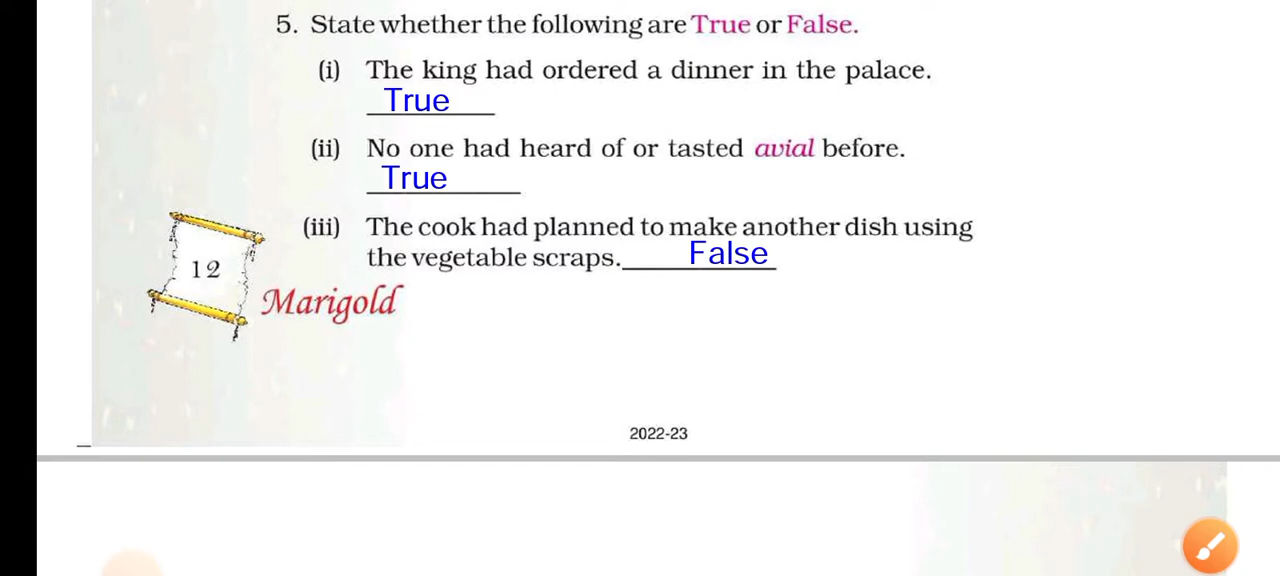 5. State whether the following are True or False.
(i) The king had ordered a dinner in the palace.
True
(ii) No one had heard of or tasted avial before.
True
(iii) The cook had planned to make another dish using
the vegetable scraps. False
12
Marigold
2022-23